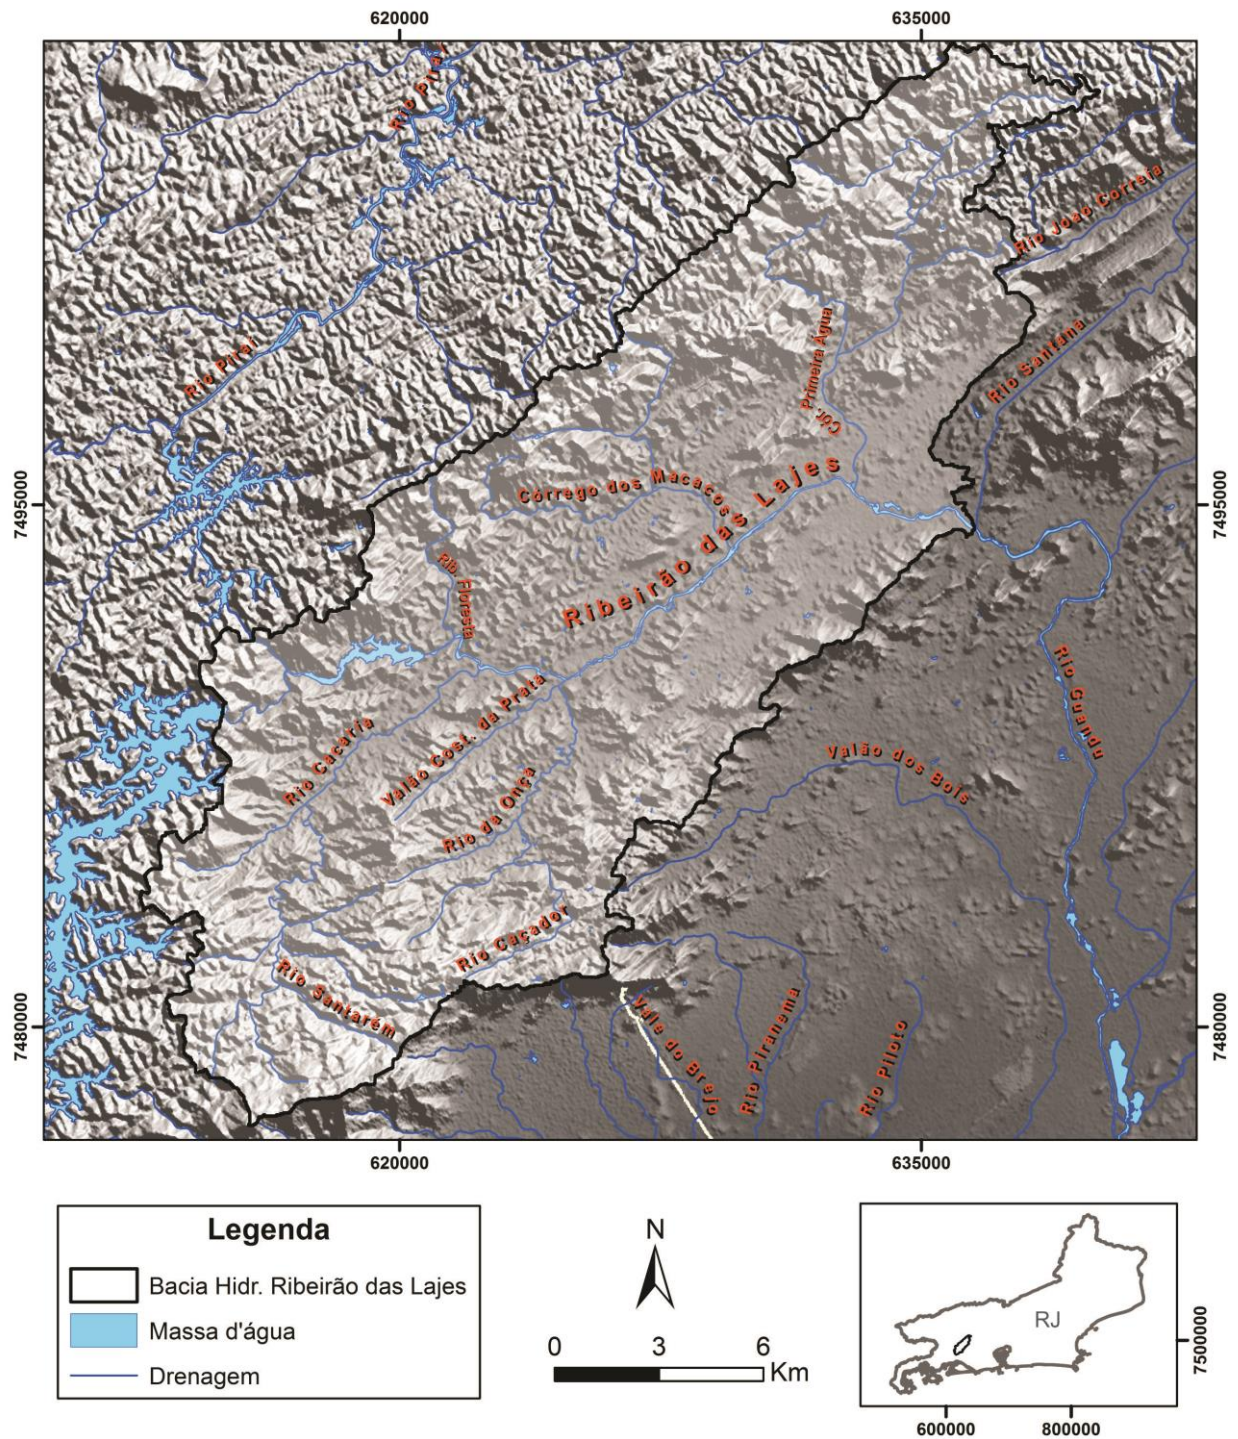 620000
635000
Rio Piraí
Rio João Correia
Rio Santana
Rio Piraí
Cór. Primeira Água
7495000
7495000
Córrego dos Macacos
Ribeirão das Lajes
Rib. Floresta
Rio Guandu
Rio Cacaria
Valão Cost. da Prata
Valão dos Bois
Rio da Onça
Rio Caçador
Rio Santarém
7480000
7480000
Vale do Brejo
Rio Piranema
Rio Piloto
620000
635000
Legenda
Bacia Hidr. Ribeirão das Lajes
Massa d'água
Drenagem
N
0 3 6
Km
RJ
7500000
600000
800000